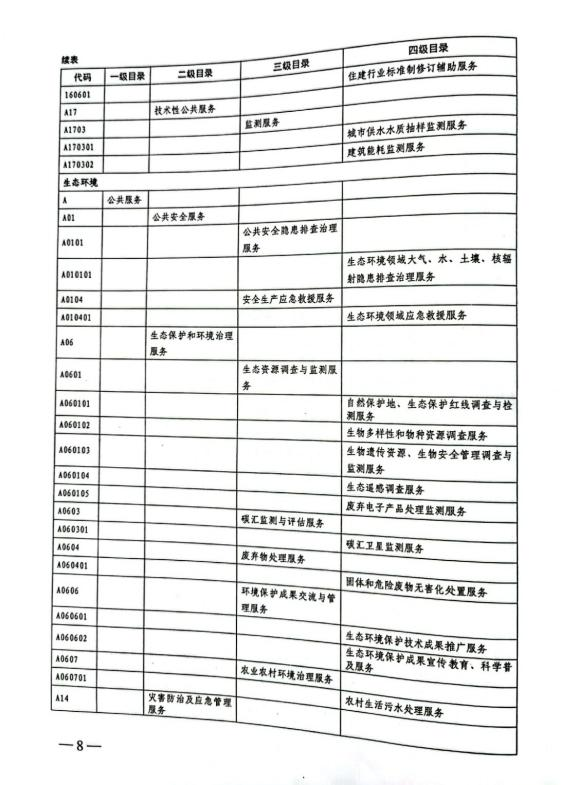 续表
代码 一级目录 二级目录 三级目录 四级目录
160601 住建行业标准制修订辅助服务
A17 技术性公共服务
A1703 监测服务
A170301 城市供水水质抽样监测服务
A170302 建筑能耗监测服务
生态环境
A 公共服务
A01 公共安全服务
A0101 公共安全隐患排查治理
服务
A010101 生态环境领域大气、水、土壤、核辐
射隐患排查治理服务
A0104 安全生产应急救援服务
A010401 生态环境领域应急救援服务
A06 生态保护和环境治理
服务
A0601 生态资源调查与监测服
务
A060101 自然保护地、生态保护红线调查与检
测服务
A060102 生物多样性和物种资源调查服务
A060103 生物遗传资源、生物安全管理调查与
监测服务
A060104 生态遥感调查服务
A060105 废弃电子产品处理监测服务
A0603 碳汇监测与评估服务
A060301 碳汇卫星监测服务
A0604 废弃物处理服务
A060401 固体和危险废物无害化处置服务
A0606 环境保护成果交流与管
理服务
A060601 生态环境保护技术成果推广服务
A060602 生态环境保护成果宣传教育、科学普
及服务
A0607 农业农村环境治理服务
A060701 农村生活污水处理服务
A14 灾害防治及应急管理
服务
—8—